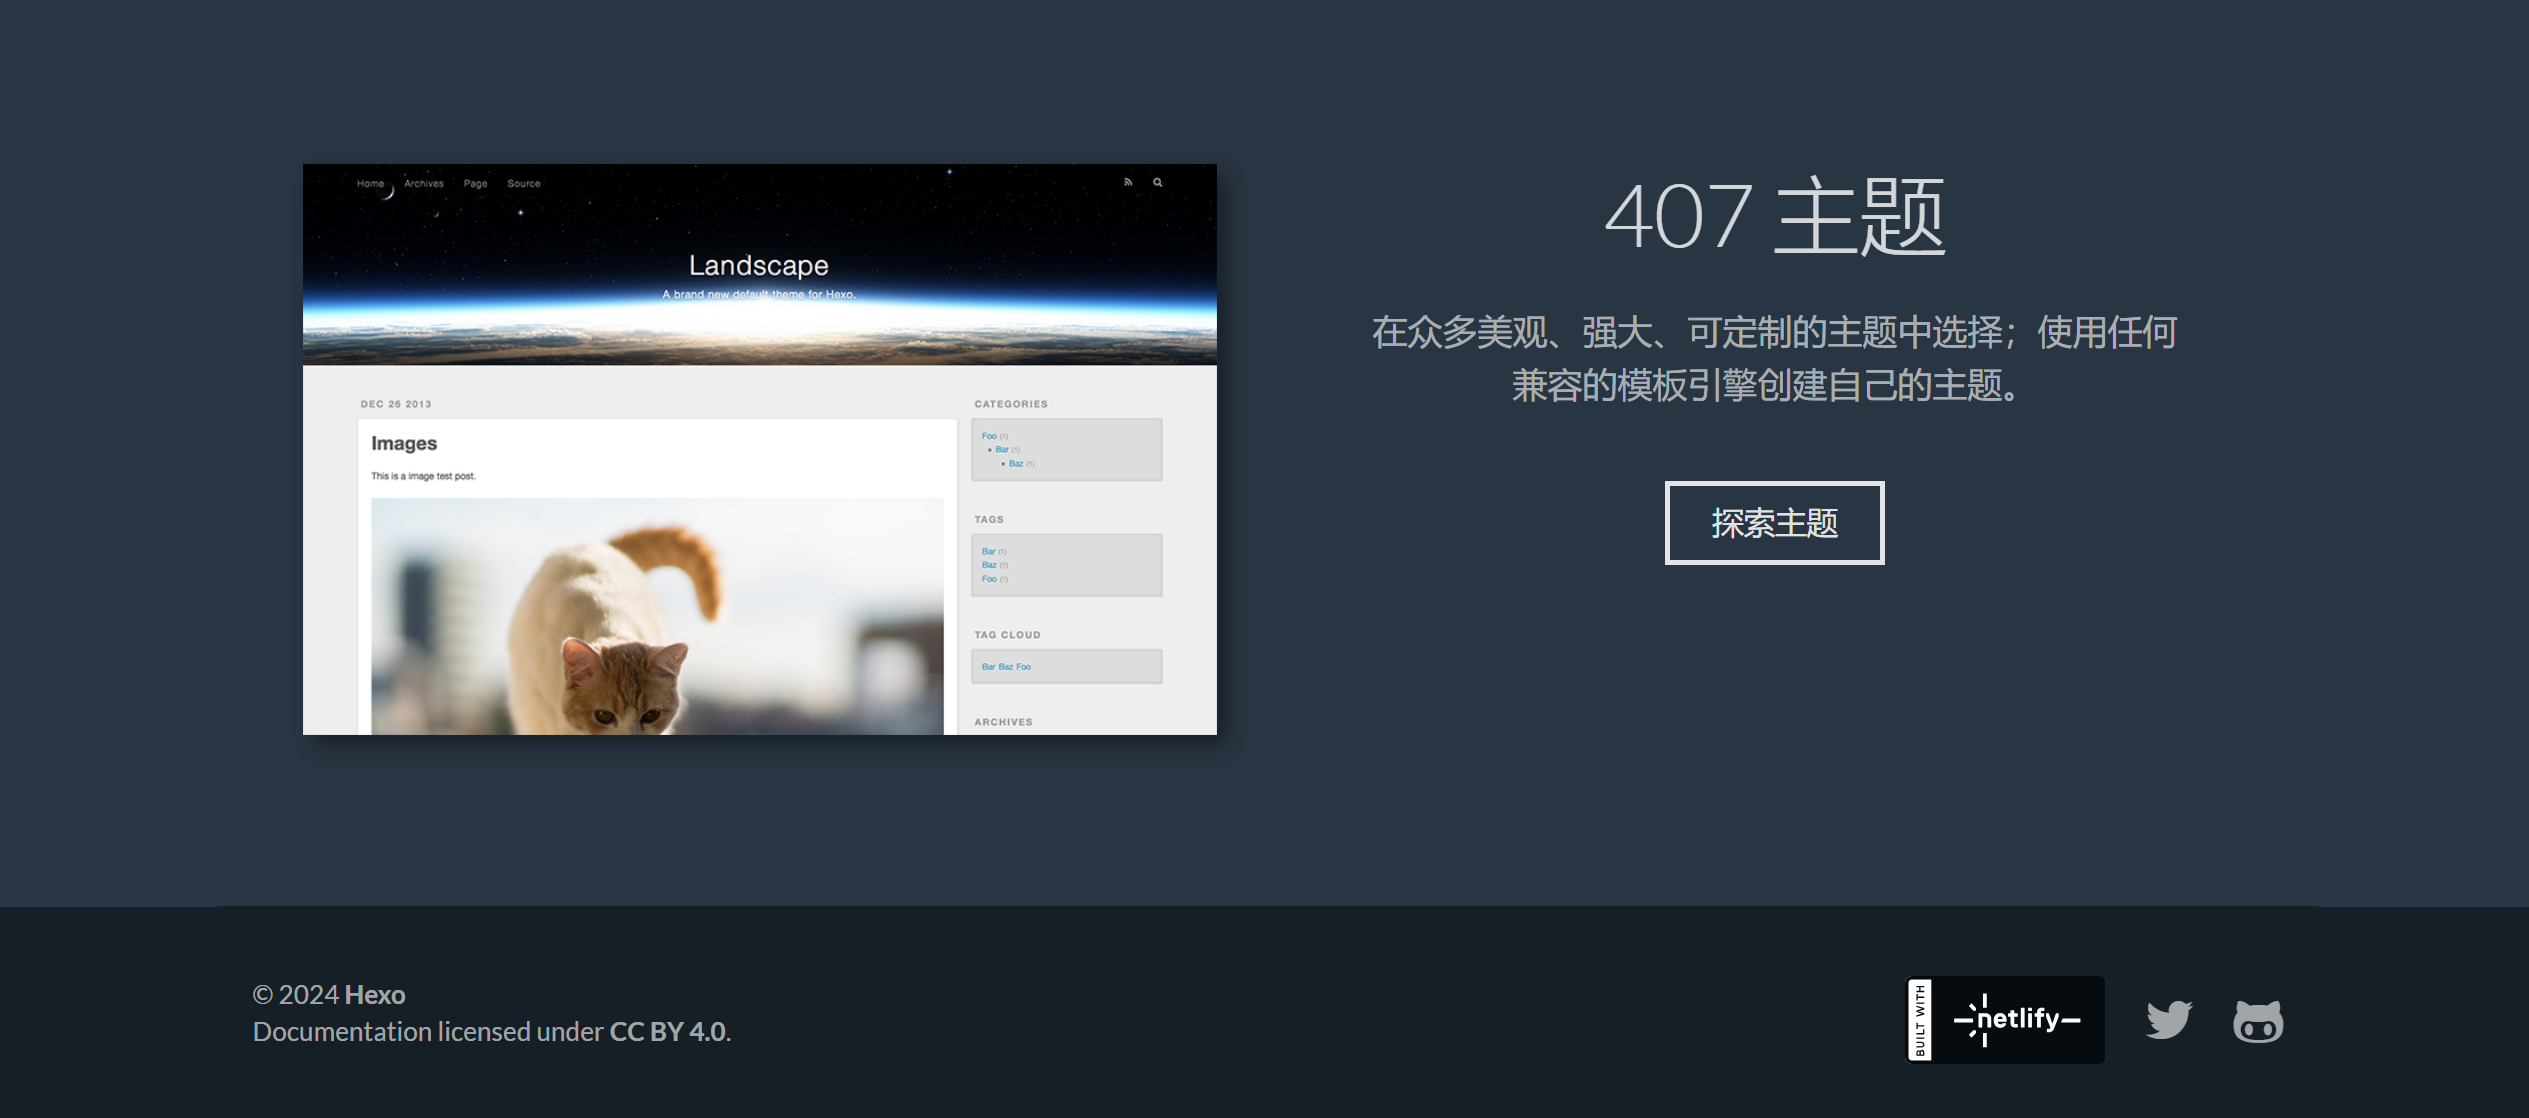 Home Archives Page Source
Landscape
A brand new default theme for Hexo.
DEC 26 2013
Images
This is a image test post.
CATEGORIES
Foo (1)
Bar (1)
Baz (1)
TAGS
Bar (1)
Baz (1)
Foo (1)
TAG CLOUD
Bar Baz Foo
ARCHIVES
407 主题
在众多美观、强大、可定制的主题中选择；使用任何
兼容的模板引擎创建自己的主题。
探索主题
© 2024 Hexo
Documentation licensed under CC BY 4.0.
BUILT WITH
netlify